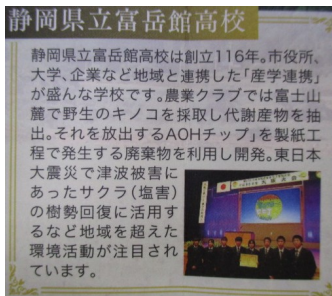 静岡県立富岳館高校
静岡県立富岳館高校は創立116年。市役所、
大学、企業など地域と連携した「産学連携」
が盛んな学校です。農業クラブでは富士山
麓で野生のキノコを採取し代謝産物を抽
出。それを放出するAOHチップ」を製紙工
程で発生する廃棄物を利用し開発。東日本
大震災で津波被害に
あったサクラ(塩害)
の樹勢回復に活用す
るなど地域を超えた
環境活動が注目され
ています。